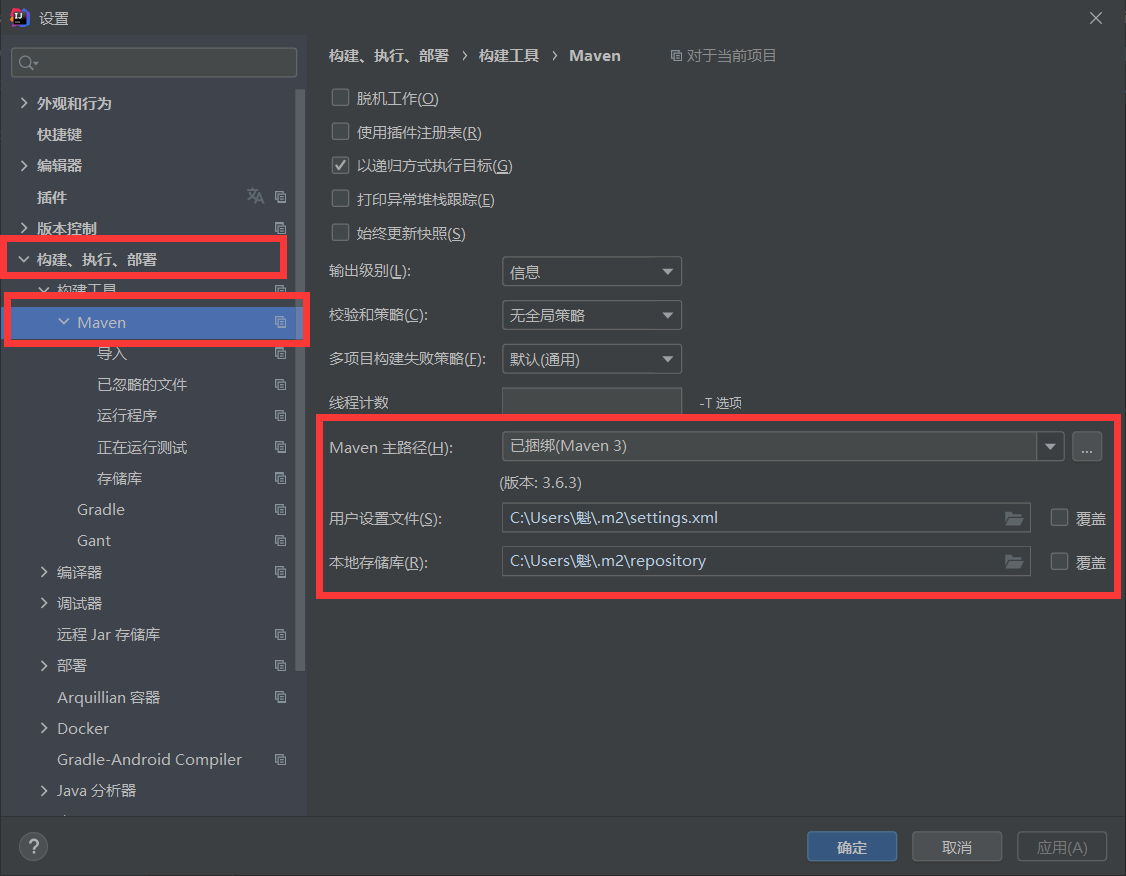 设置
构建、执行、部署 › 构建工具 › Maven 对于当前项目
外观和行为
快捷键
编辑器
插件
版本控制
构建、执行、部署
构建工具
Maven
导入
已忽略的文件
运行程序
正在运行测试
存储库
Gradle
Gant
编译器
调试器
远程 Jar 存储库
部署
Arquillian 容器
Docker
Gradle-Android Compiler
Java 分析器
脱机工作(O)
使用插件注册表(R)
以递归方式执行目标(G)
打印异常堆栈跟踪(E)
始终更新快照(S)
输出级别(L): 信息
校验和策略(C): 无全局策略
多项目构建失败策略(F): 默认(通用)
线程计数 -T 选项
Maven 主路径(H): 已捆绑(Maven 3) ...
(版本: 3.6.3)
用户设置文件(S): C:\Users\魁\.m2\settings.xml 覆盖
本地存储库(R): C:\Users\魁\.m2\repository 覆盖
? 确定 取消 应用(A)